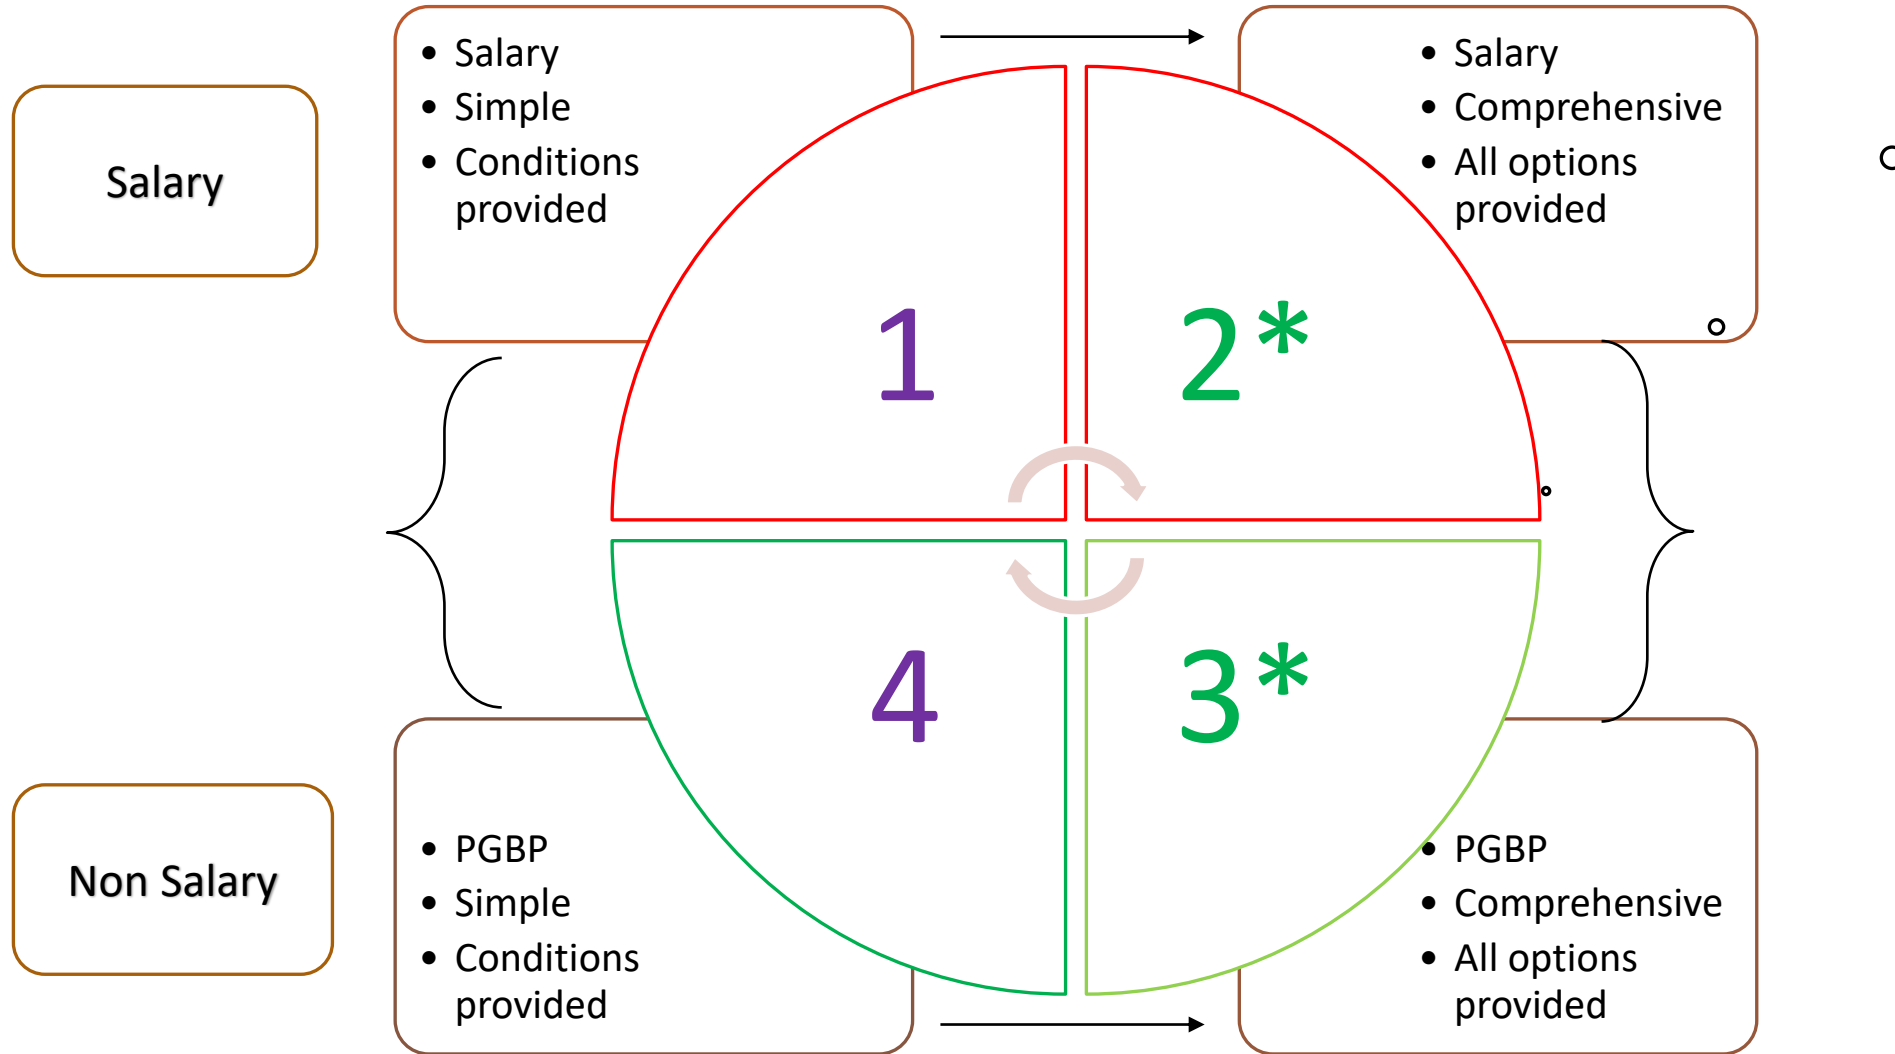 Salary
• Salary
• Simple
• Conditions
provided
• Salary
• Comprehensive
• All options
provided
1
2*
4
3*
Non Salary
• PGBP
• Simple
• Conditions
provided
• PGBP
• Comprehensive
• All options
provided